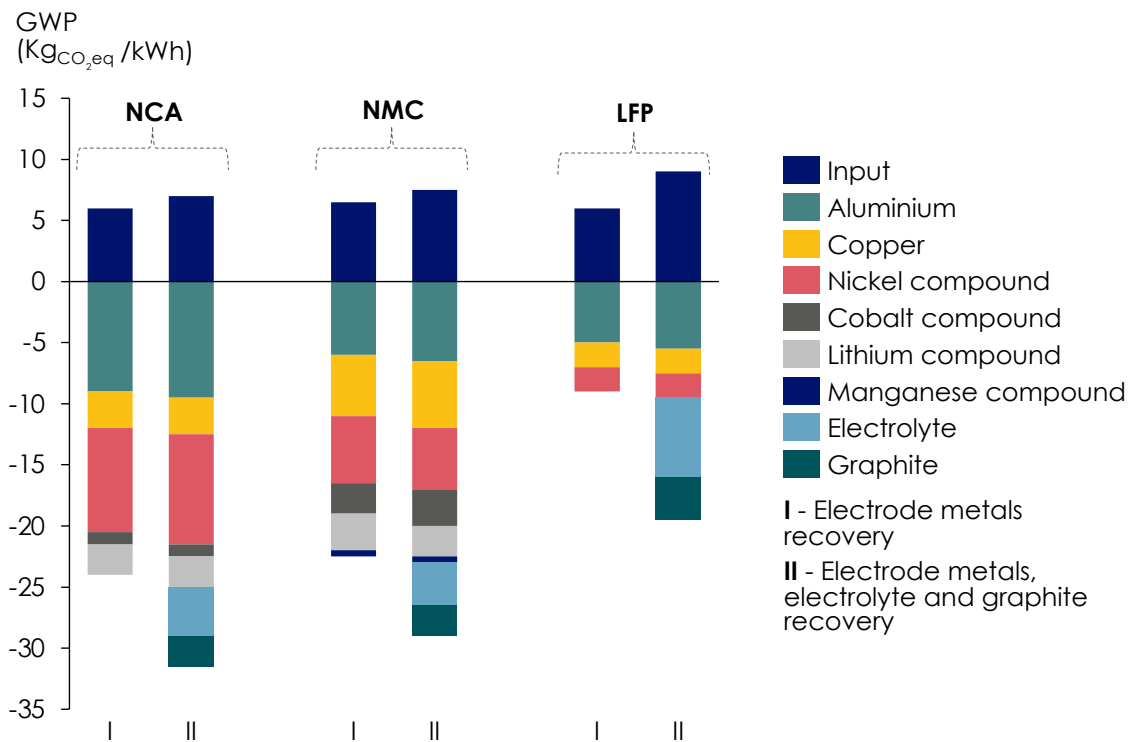 GWP
(KgCO2eq /kWh)
NCA
NMC
LFP
15
10
5
0
-5
-10
-15
-20
-25
-30
-35
I
II
I
II
I
II
Input
Aluminium
Copper
Nickel compound
Cobalt compound
Lithium compound
Manganese compound
Electrolyte
Graphite
I - Electrode metals
recovery
II - Electrode metals,
electrolyte and graphite
recovery